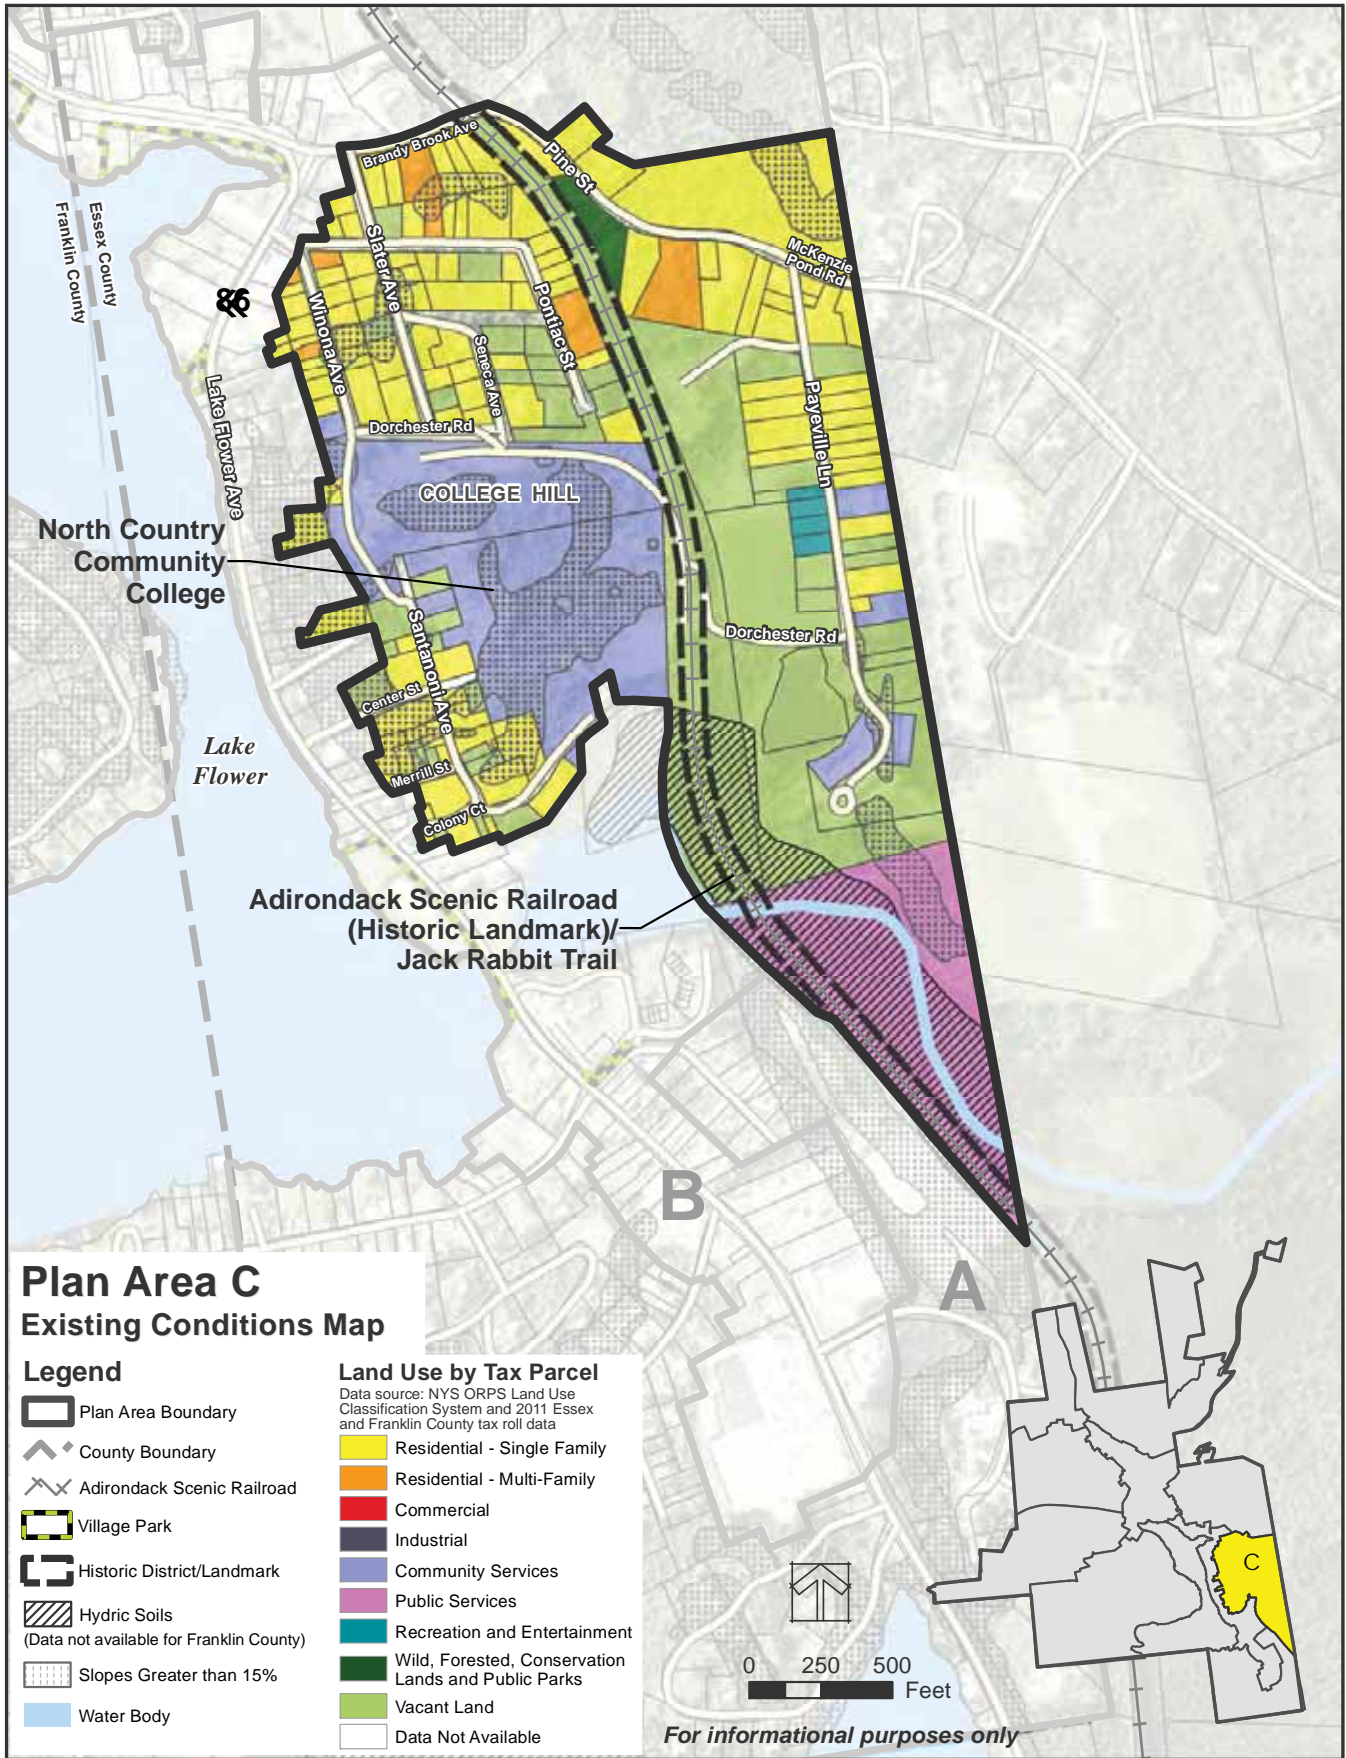 Brandy Brook Ave
Pine St
Essex County
Franklin County
Slater Ave
McKenzie
Pond Rd
86
Winona Ave
Pontiac St
Seneca Ave
Lake Flower Ave
Payeville Ln
Dorchester Rd
COLLEGE HILL
North Country
Community
College
Santanoni Ave
Dorchester Rd
Center St
Lake
Flower
Merrill St
Colony Ct
Adirondack Scenic Railroad
(Historic Landmark)/
Jack Rabbit Trail
B
A
C
Plan Area C
Existing Conditions Map
Legend
Plan Area Boundary
County Boundary
Adirondack Scenic Railroad
Village Park
Historic District/Landmark
Hydric Soils
(Data not available for Franklin County)
Slopes Greater than 15%
Water Body
Land Use by Tax Parcel
Data source: NYS ORPS Land Use
Classification System and 2011 Essex
and Franklin County tax roll data
Residential - Single Family
Residential - Multi-Family
Commercial
Industrial
Community Services
Public Services
Recreation and Entertainment
Wild, Forested, Conservation
Lands and Public Parks
Vacant Land
Data Not Available
0 250 500
Feet
For informational purposes only